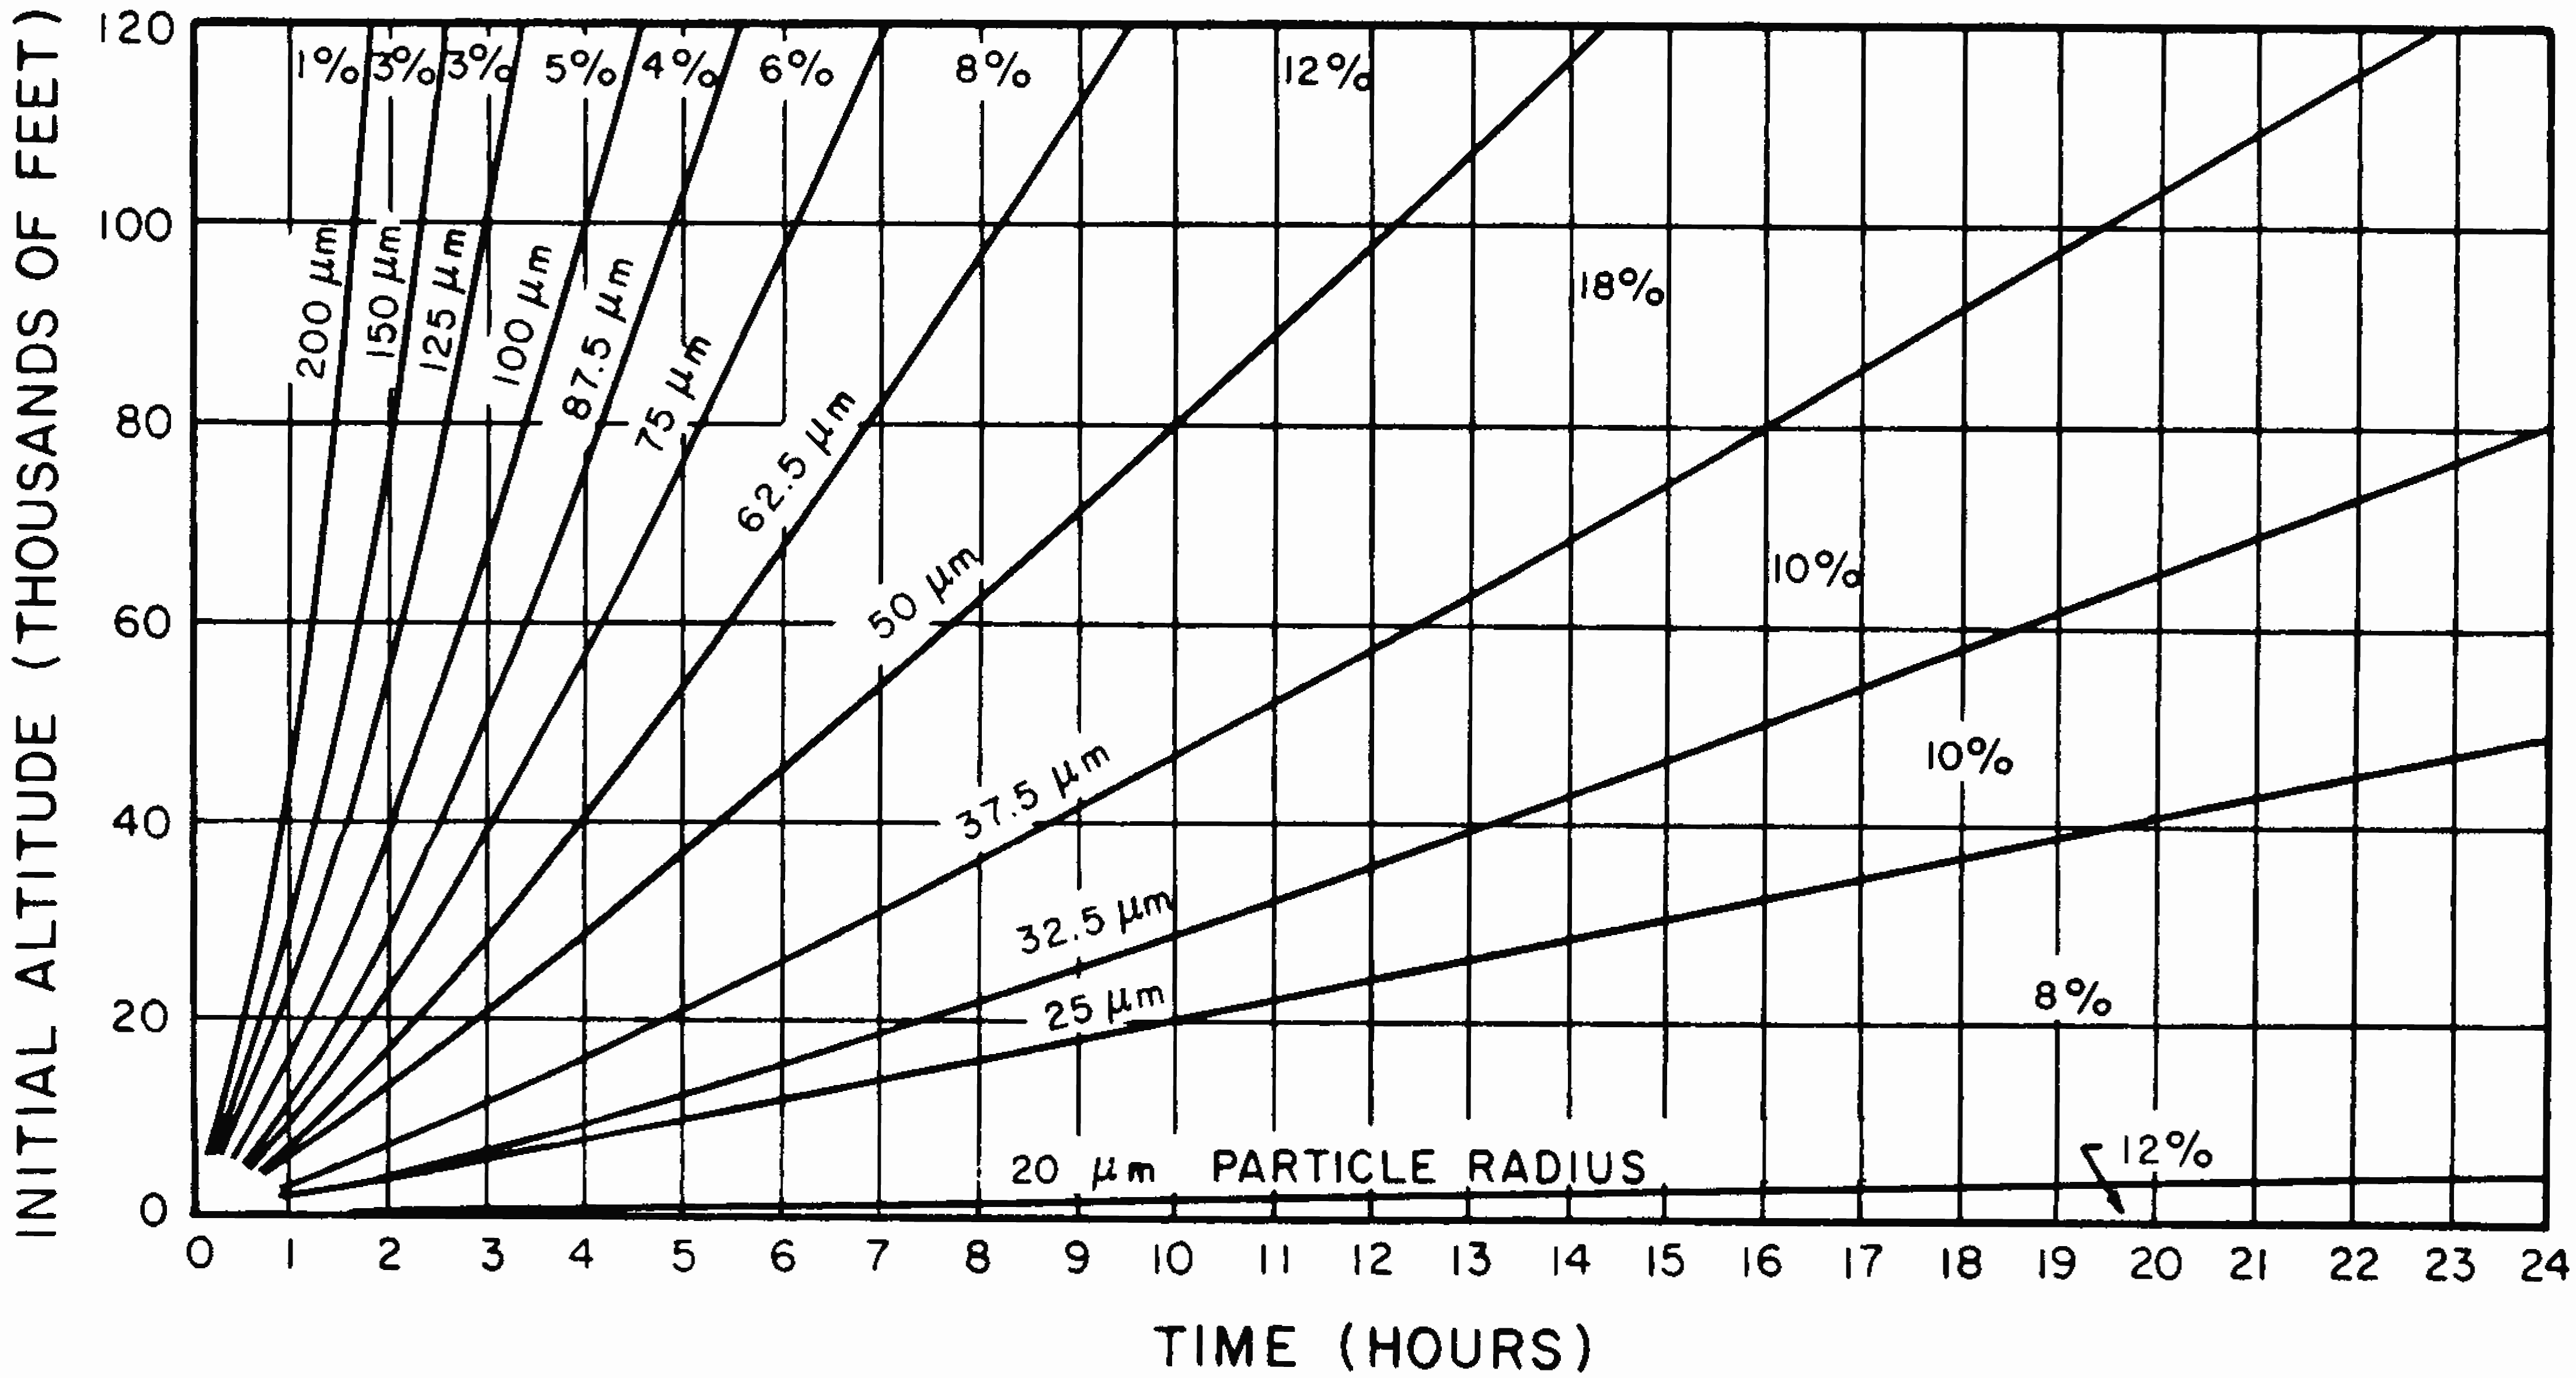 INITIAL ALTITUDE (THOUSANDS OF FEET)
120
100
80
60
40
20
0
1% 3% 3% 5% 4% 6% 8% 12%
18%
10%
10%
8%
12%
200 μm
150 μm
125 μm
100 μm
87.5 μm
75 μm
62.5 μm
50 μm
37.5 μm
32.5 μm
25 μm
20 μm PARTICLE RADIUS
0 1 2 3 4 5 6 7 8 9 10 11 12 13 14 15 16 17 18 19 20 21 22 23 24
TIME (HOURS)